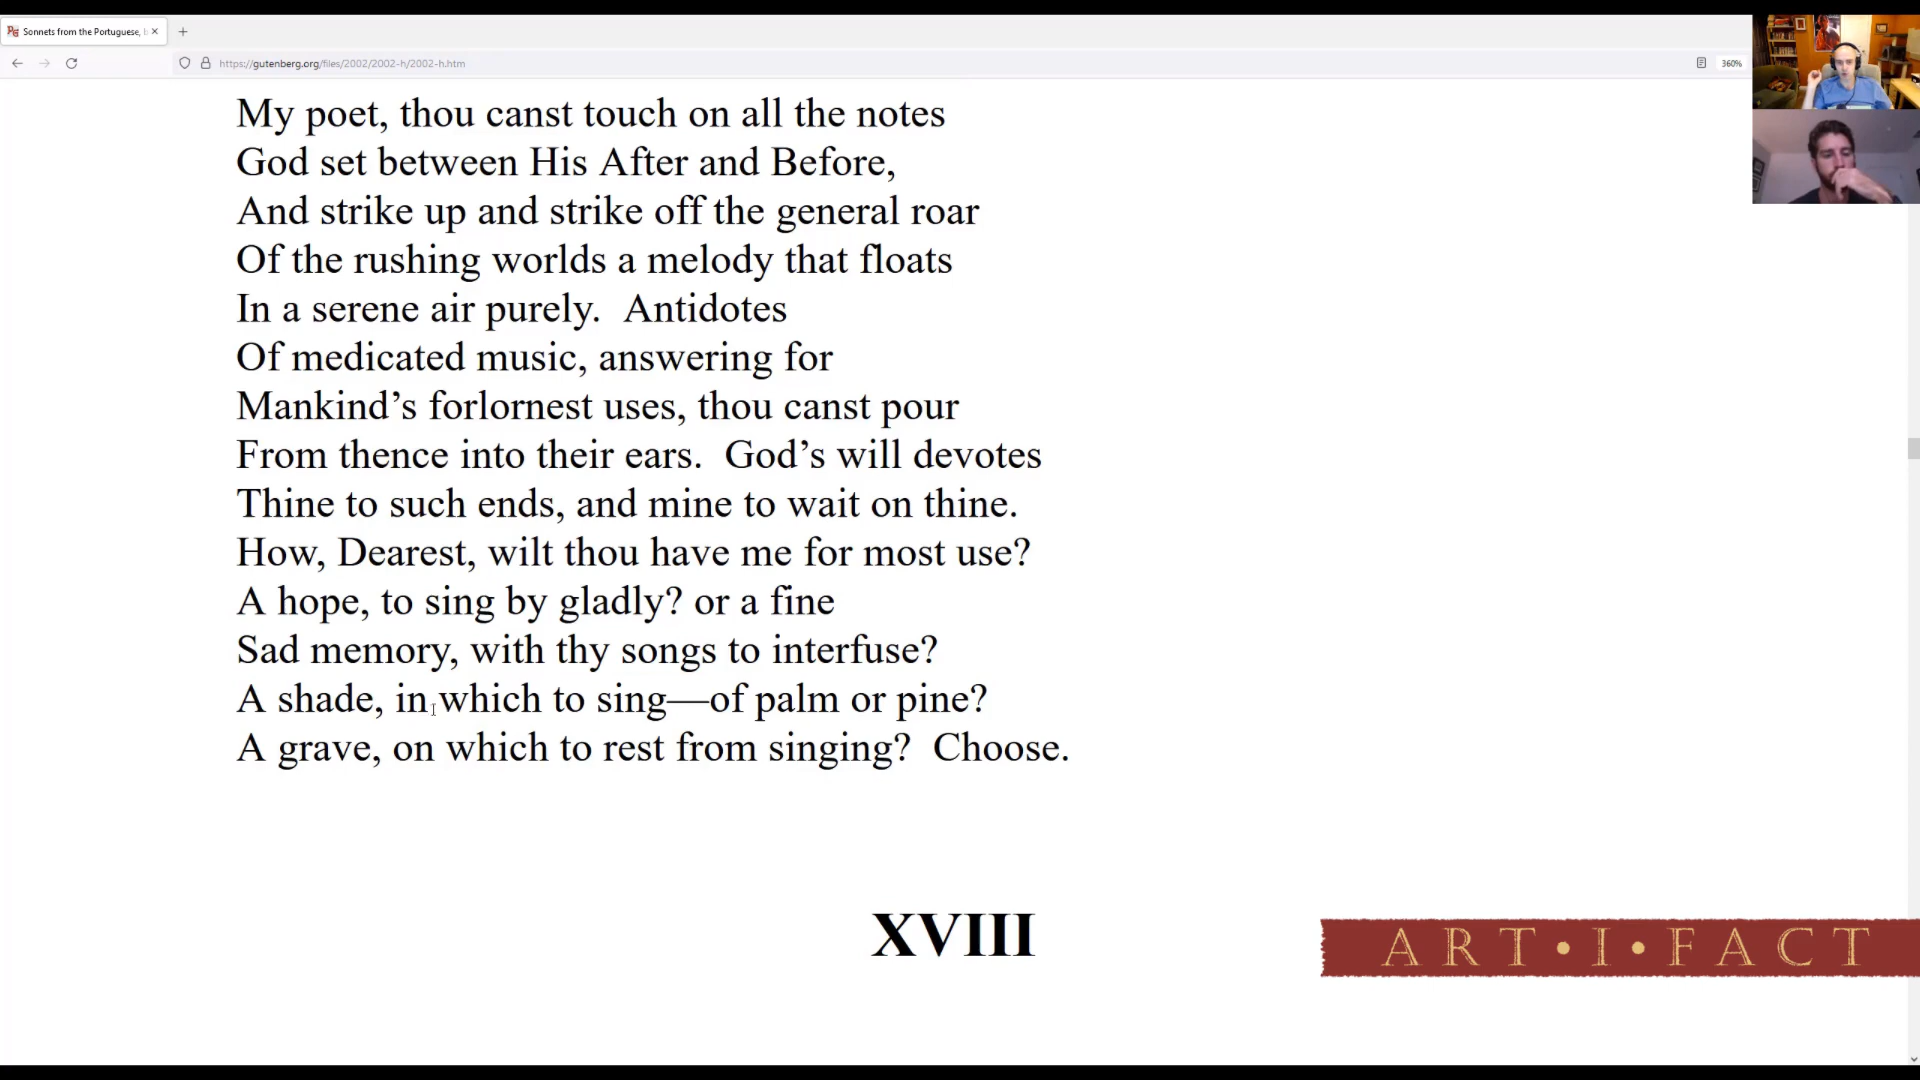 Sonnets from the Portuguese,
https://gutenberg.org/files/2002/2002-h/2002-h.htm
360%
My poet, thou canst touch on all the notes
God set between His After and Before,
And strike up and strike off the general roar
Of the rushing worlds a melody that floats
In a serene air purely.  Antidotes
Of medicated music, answering for
Mankind’s forlornest uses, thou canst pour
From thence into their ears.  God’s will devotes
Thine to such ends, and mine to wait on thine.
How, Dearest, wilt thou have me for most use?
A hope, to sing by gladly? or a fine
Sad memory, with thy songs to interfuse?
A shade, in which to sing—of palm or pine?
A grave, on which to rest from singing?  Choose.
XVIII
ART•I•FACT